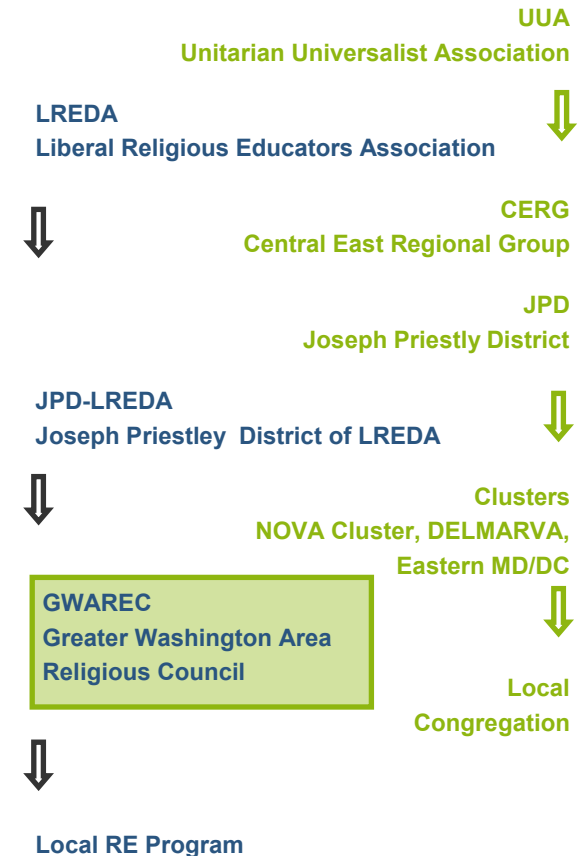 UUA
Unitarian Universalist Association
LREDA
Liberal Religious Educators Association
CERG
Central East Regional Group
JPD
Joseph Priestly District
JPD-LREDA
Joseph Priestley District of LREDA
Clusters
NOVA Cluster, DELMARVA,
Eastern MD/DC
GWAREC
Greater Washington Area
Religious Council
Local
Congregation
Local RE Program